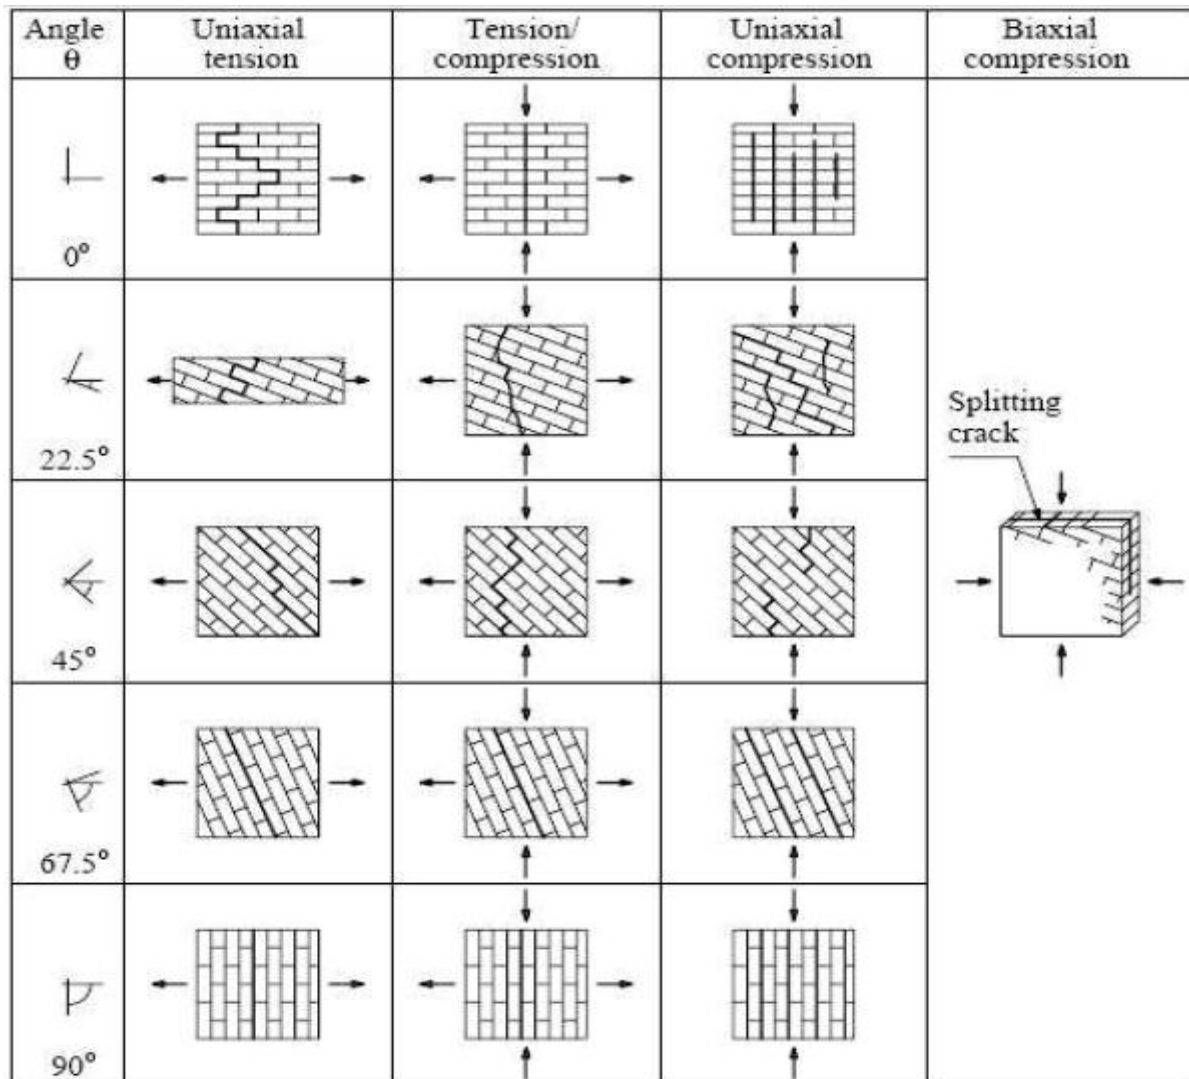 Angle θ
Uniaxial tension
Tension/ compression
Uniaxial compression
Biaxial compression
0°
22.5°
Splitting crack
45°
67.5°
90°